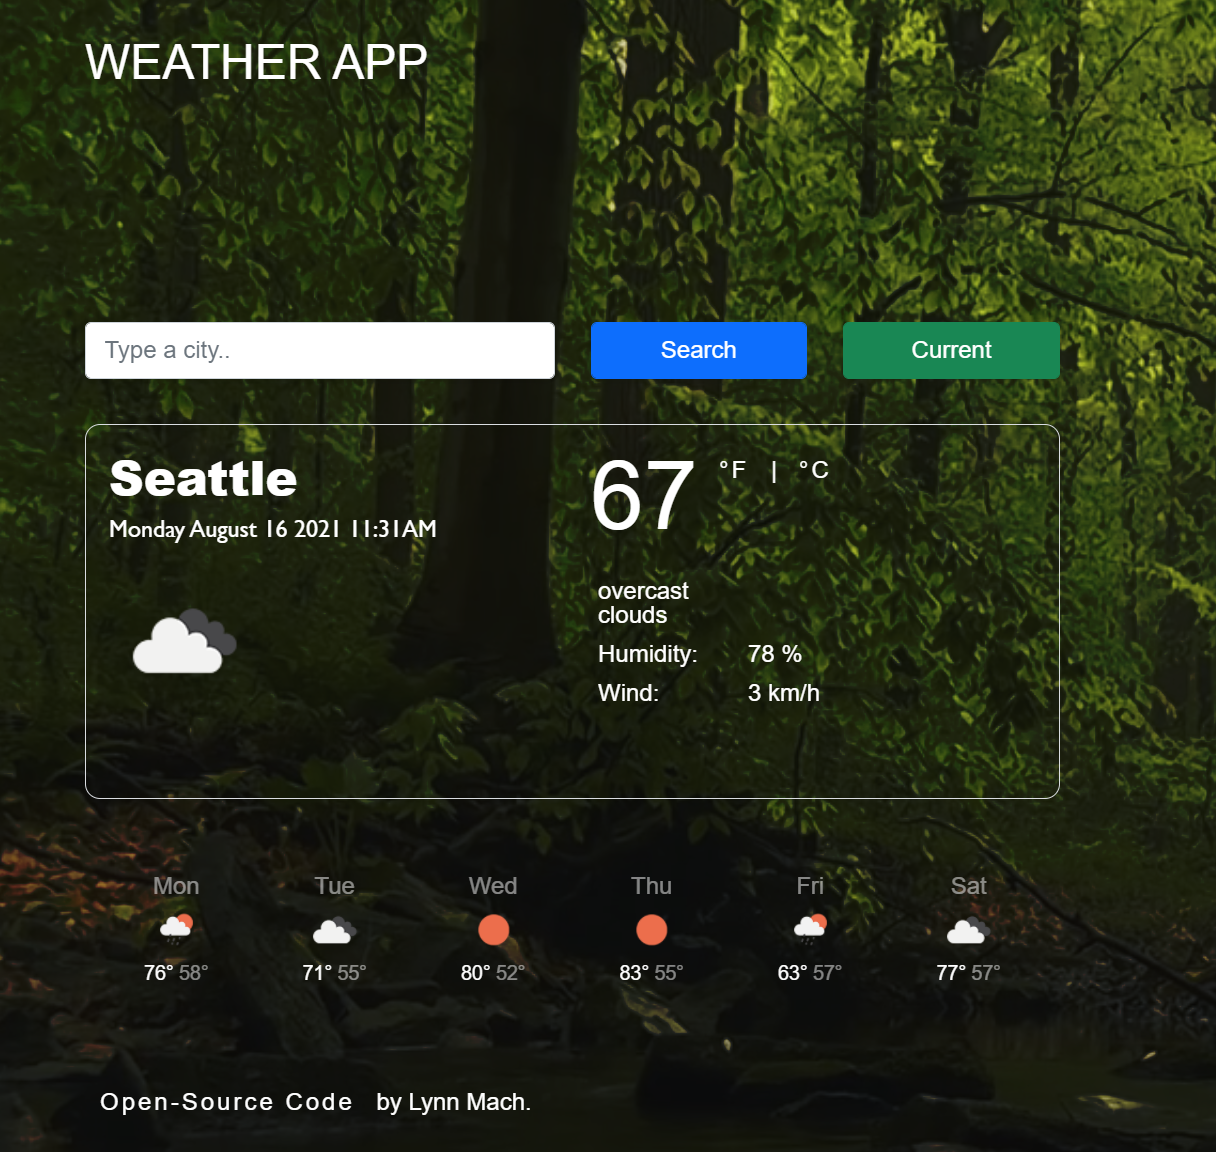 WEATHER APP
Type a city..
Search
Current
Seattle
Monday August 16 2021 11:31AM
67 °F | °C
overcast
clouds
Humidity: 78 %
Wind: 3 km/h
Mon Tue Wed Thu Fri Sat
76° 58° 71° 55° 80° 52° 83° 55° 63° 57° 77° 57°
Open-Source Code by Lynn Mach.